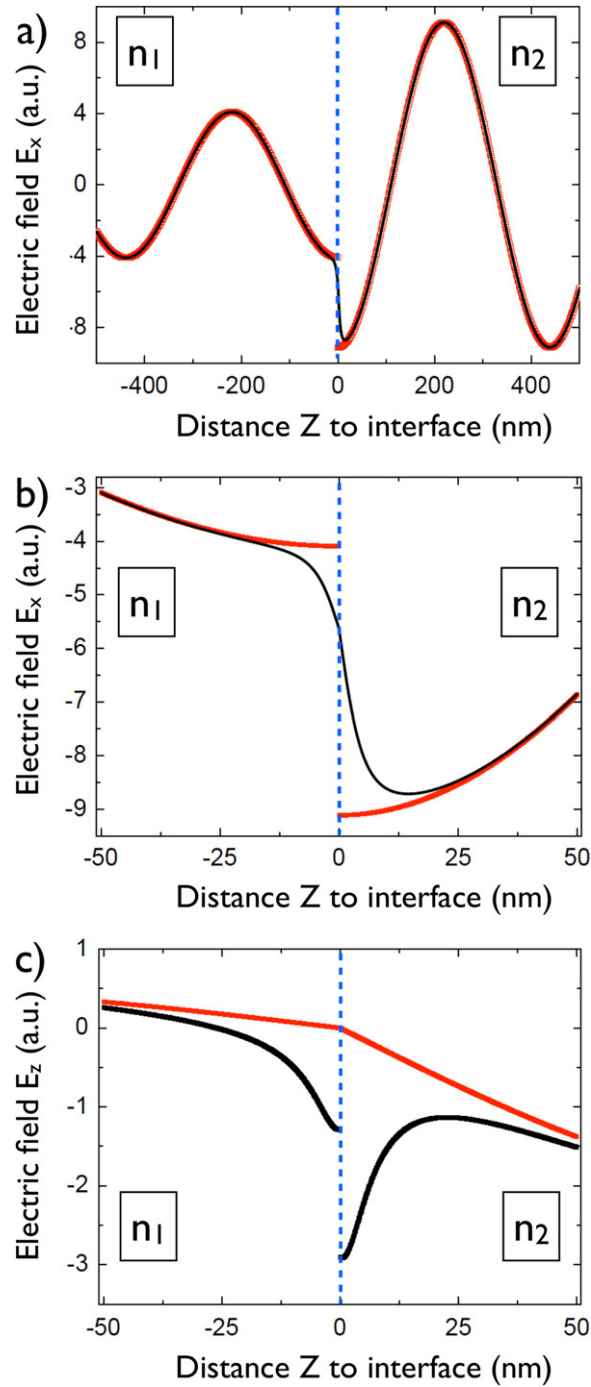 a)
n1
n2
8
4
0
-4
-8
Electric field Ex (a.u.)
-400
-200
0
200
400
Distance Z to interface (nm)
b)
-3
-4
-5
-6
-7
-8
-9
n1
n2
Electric field Ex (a.u.)
-50
-25
0
25
50
Distance Z to interface (nm)
c)
1
0
-1
-2
-3
Electric field Ez (a.u.)
n1
n2
-50
-25
0
25
50
Distance Z to interface (nm)